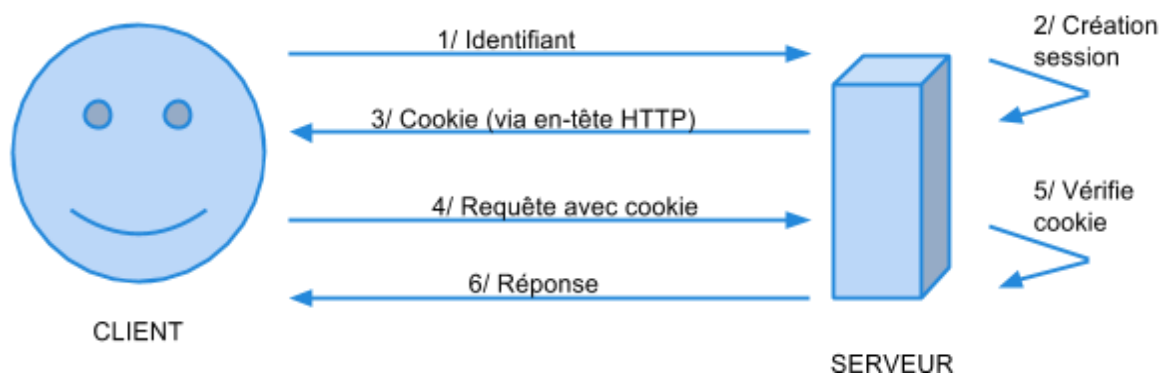 1/ Identifiant
2/ Création
session
3/ Cookie (via en-tête HTTP)
4/ Requête avec cookie
5/ Vérifie
cookie
6/ Réponse
CLIENT
SERVEUR